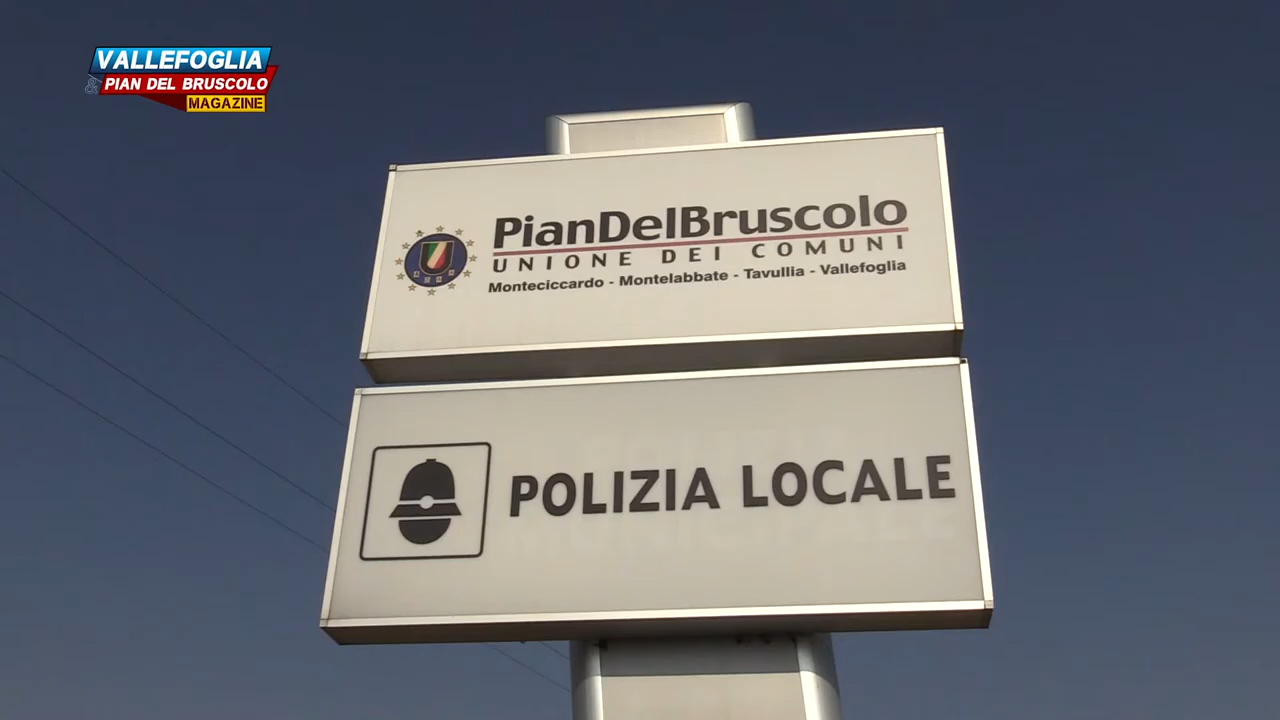 VALLEFOGLIA
& PIAN DEL BRUSCOLO
MAGAZINE
PianDelBruscolo
UNIONE DEI COMUNI
Monteciccardo - Montelabbate - Tavullia - Vallefoglia
POLIZIA LOCALE